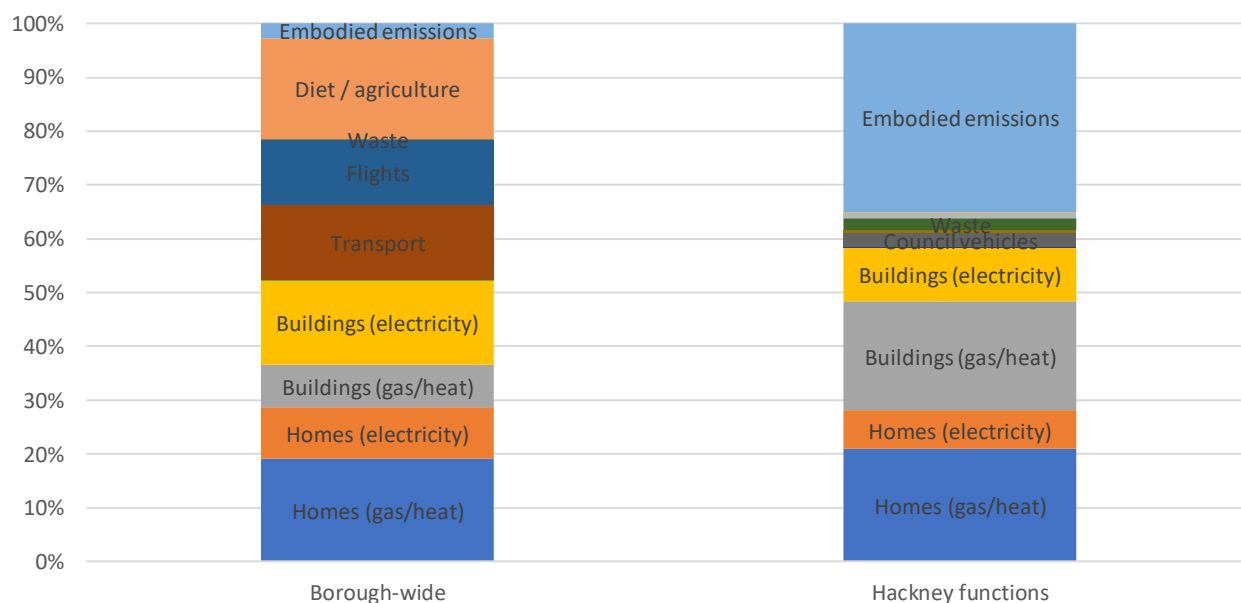 100%
90%
80%
70%
60%
50%
40%
30%
20%
10%
0%
Embodied emissions
Diet / agriculture
Waste
Flights
Transport
Buildings (electricity)
Buildings (gas/heat)
Homes (electricity)
Homes (gas/heat)
Embodied emissions
Waste
Council vehicles
Buildings (electricity)
Buildings (gas/heat)
Homes (electricity)
Homes (gas/heat)
Borough-wide
Hackney functions